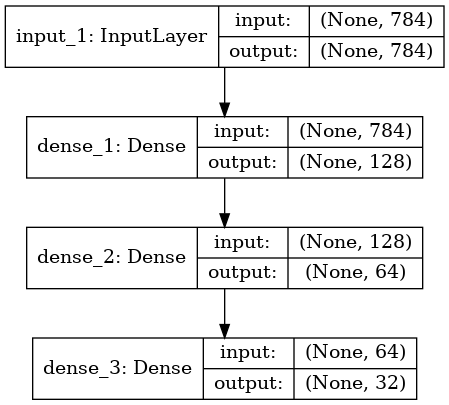 input_1: InputLayer
input: (None, 784)
output: (None, 784)
dense_1: Dense
input: (None, 784)
output: (None, 128)
dense_2: Dense
input: (None, 128)
output: (None, 64)
dense_3: Dense
input: (None, 64)
output: (None, 32)